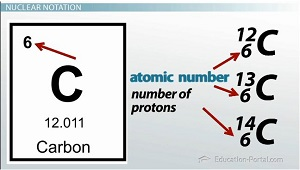 NUCLEAR NOTATION
6
C
12.011
Carbon
atomic number
number of
protons
12
6 C
13
6 C
14
6 C
Education-Portal.com